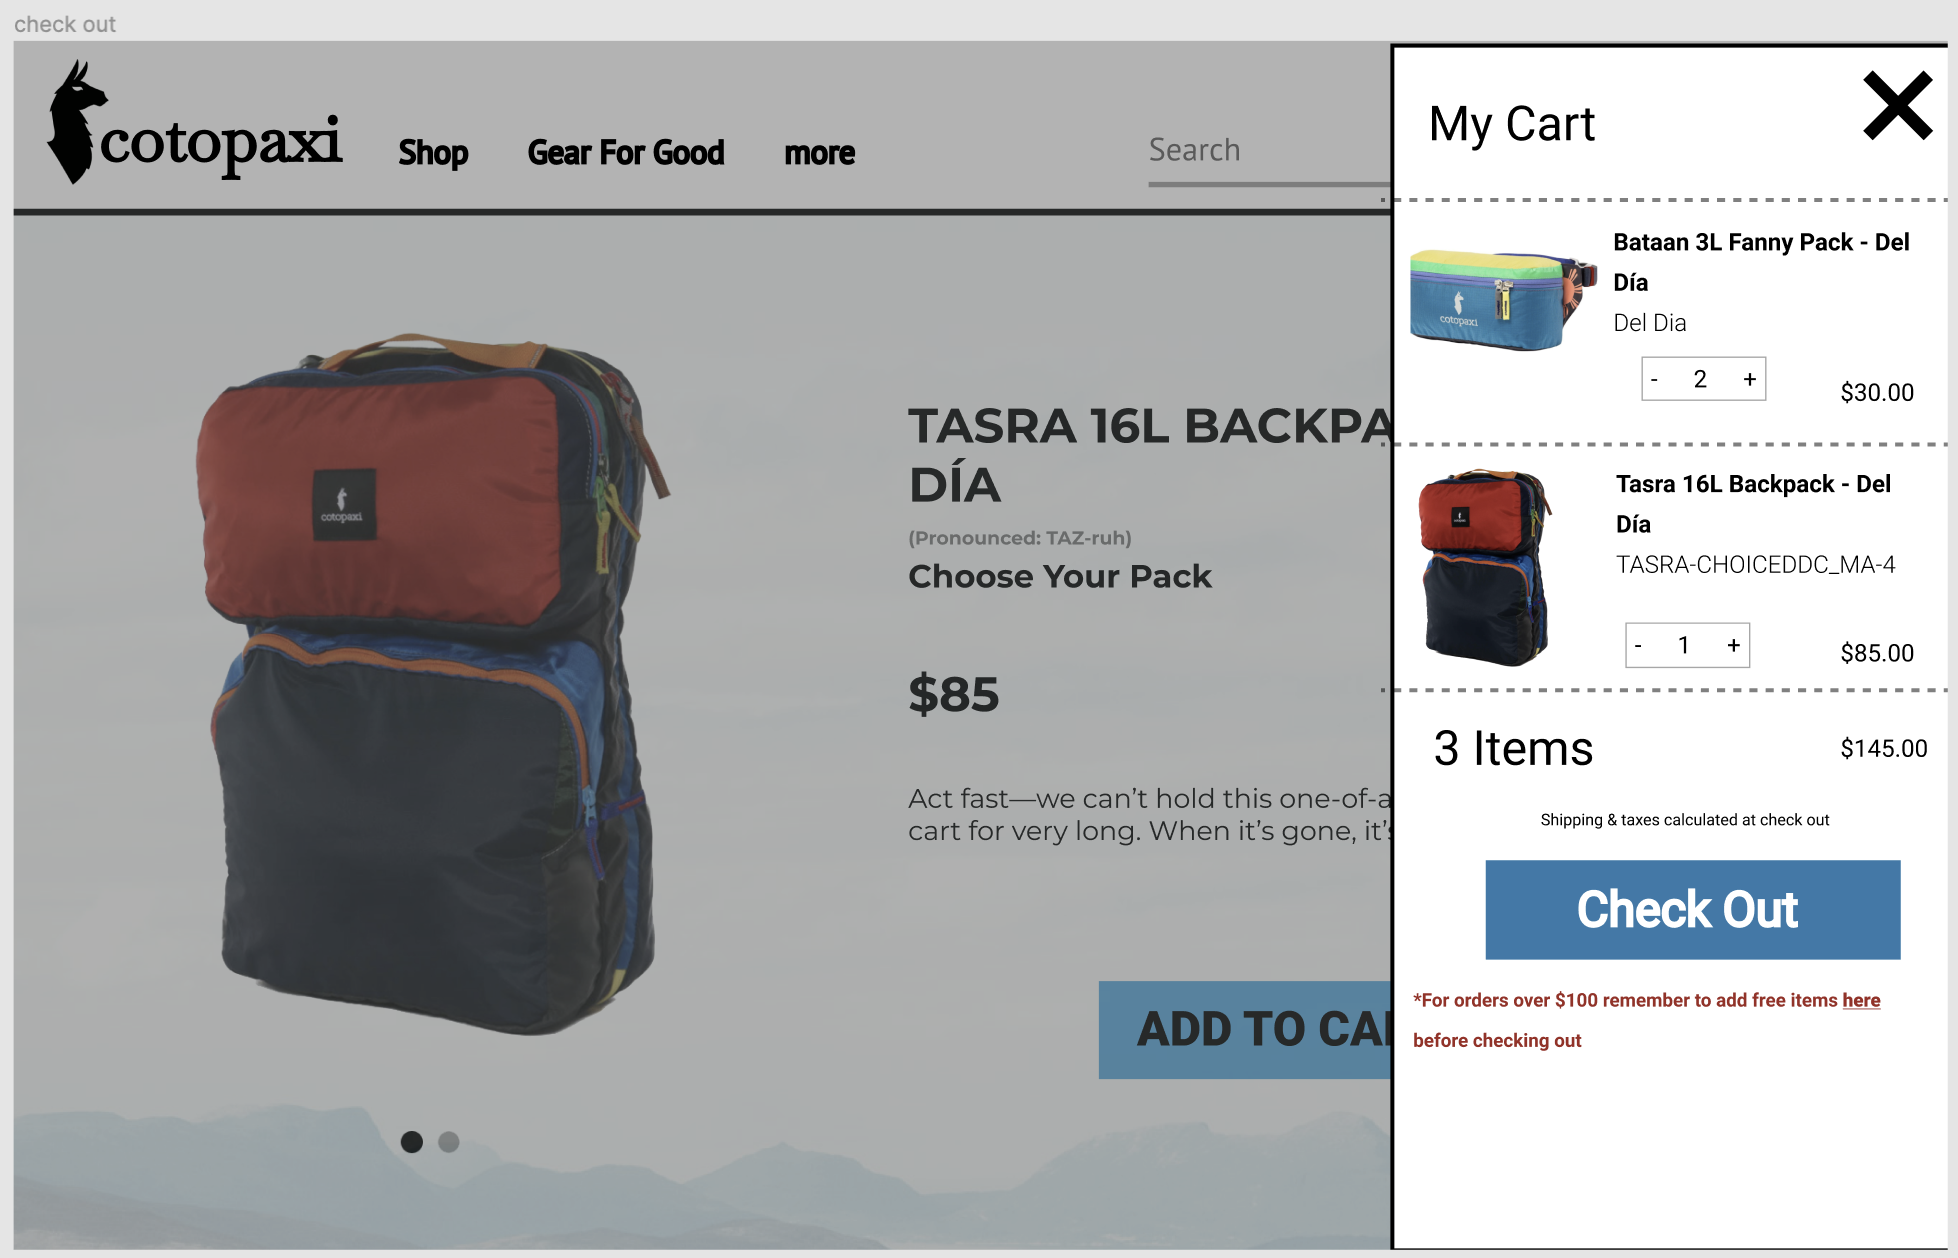 check out
cotopaxi
Shop
Gear For Good
more
Search
cotopaxi
TASRA 16L BACKPA
DÍA
(Pronounced: TAZ-ruh)
Choose Your Pack
$85
Act fast—we can't hold this one-of-a
cart for very long. When it's gone, it's
ADD TO CAR
My Cart
cotopaxi
Bataan 3L Fanny Pack - Del
Día
Del Dia
- 2 +
$30.00
Tasra 16L Backpack - Del
Día
TASRA-CHOICEDDC_MA-4
- 1 +
$85.00
3 Items
$145.00
Shipping & taxes calculated at check out
Check Out
*For orders over $100 remember to add free items here
before checking out